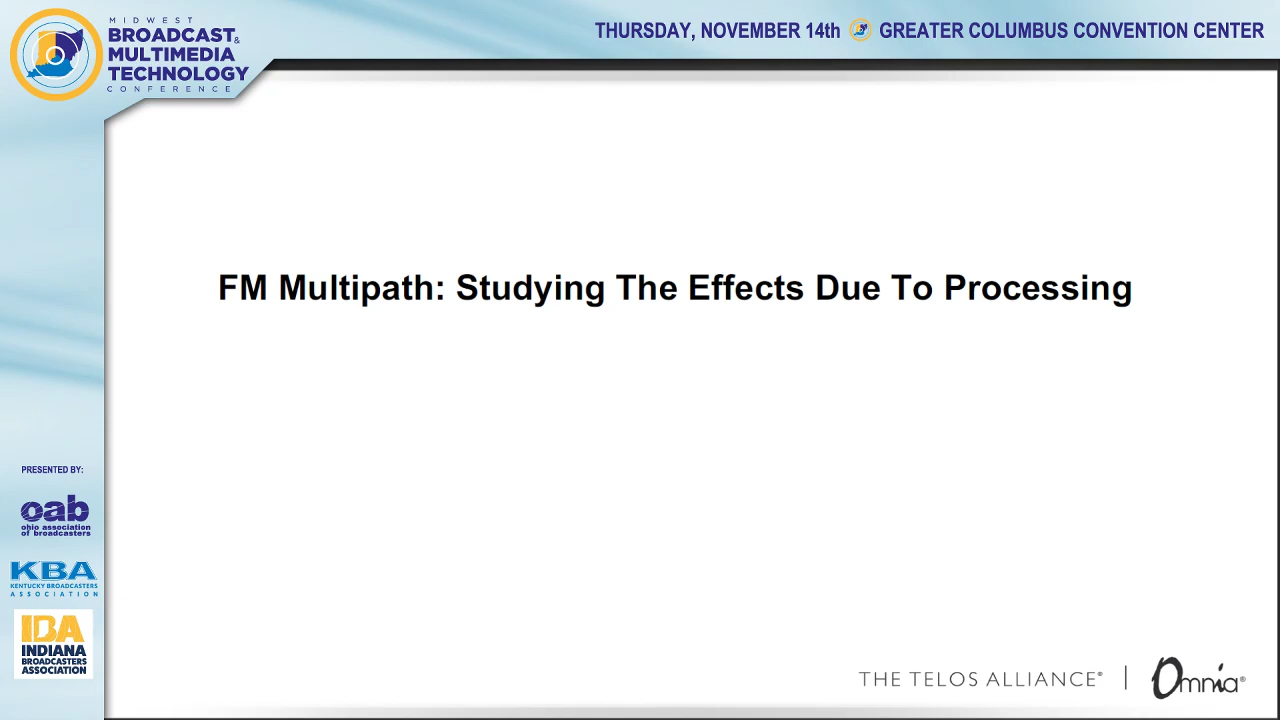 MIDWEST
BROADCAST&
MULTIMEDIA
TECHNOLOGY
CONFERENCE
THURSDAY, NOVEMBER 14th GREATER COLUMBUS CONVENTION CENTER
FM Multipath: Studying The Effects Due To Processing
PRESENTED BY:
oab
ohio association
of broadcasters
KBA
KENTUCKY BROADCASTERS
ASSOCIATION
IBA
INDIANA
BROADCASTERS
ASSOCIATION
THE TELOS ALLIANCE® | Omnia®